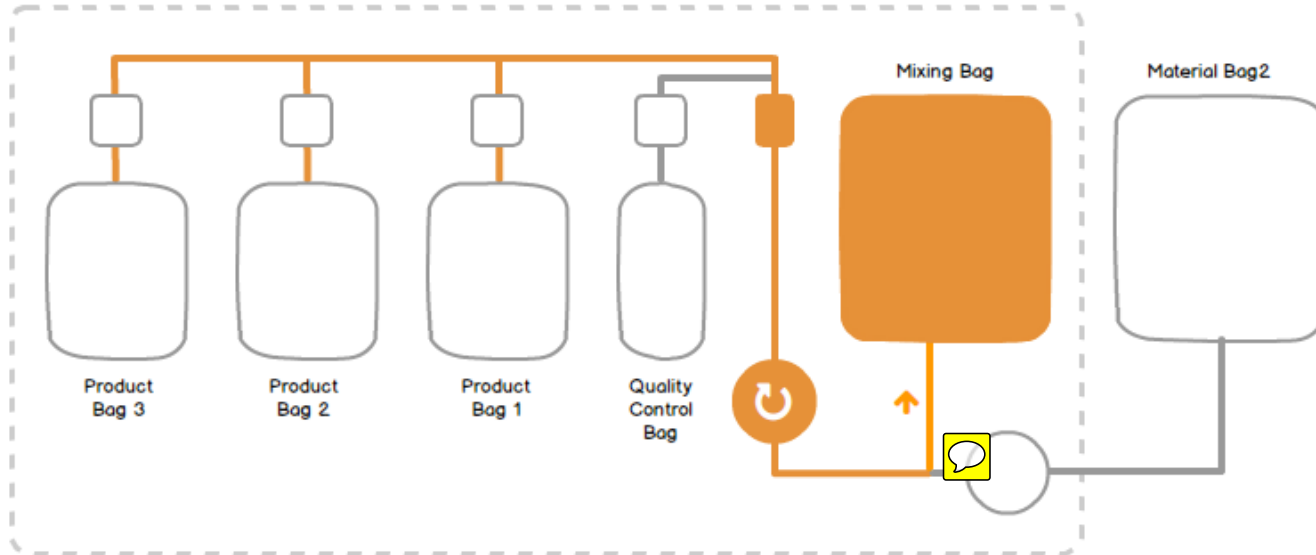 Mixing Bag
Material Bag2
Product
Bag 3
Product
Bag 2
Product
Bag 1
Quality
Control
Bag